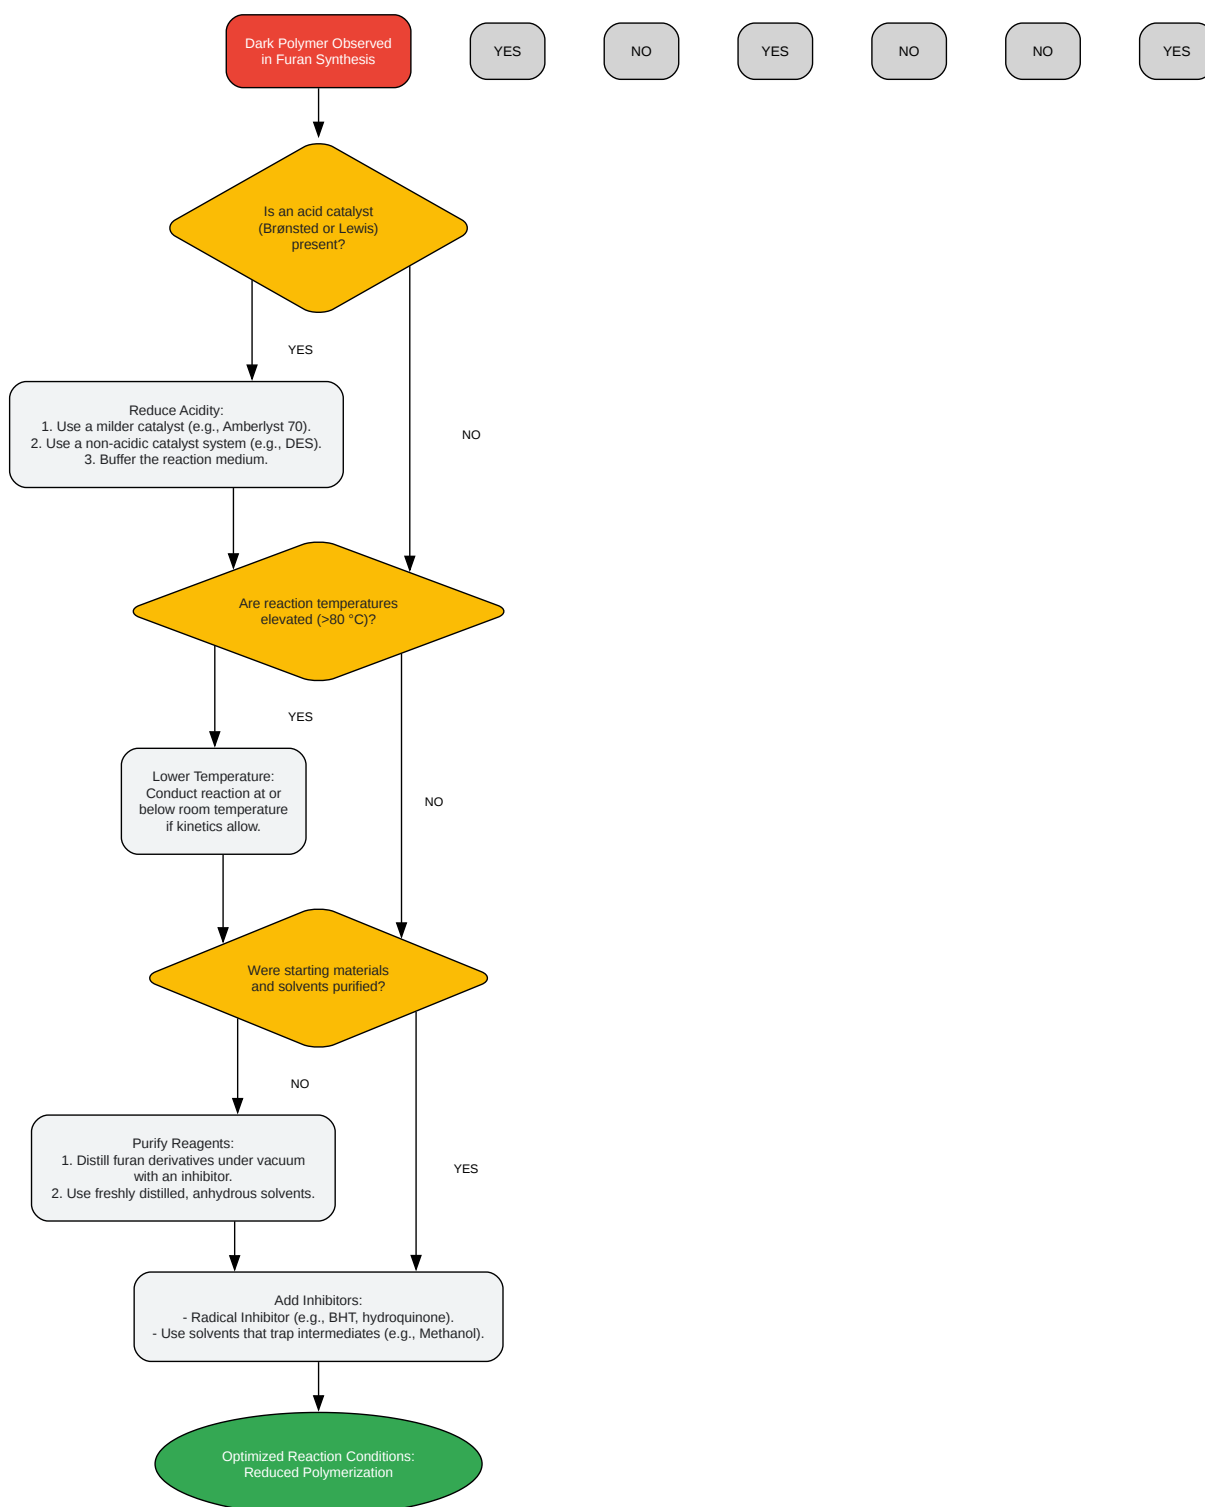 Dark Polymer Observed
in Furan Synthesis
YES
NO
YES
NO
NO
YES
Is an acid catalyst
(Brønsted or Lewis)
present?
YES
NO
Reduce Acidity:
1. Use a milder catalyst (e.g., Amberlyst 70).
2. Use a non-acidic catalyst system (e.g., DES).
3. Buffer the reaction medium.
Are reaction temperatures
elevated (>80 °C)?
YES
NO
Lower Temperature:
Conduct reaction at or
below room temperature
if kinetics allow.
Were starting materials
and solvents purified?
NO
YES
Purify Reagents:
1. Distill furan derivatives under vacuum
with an inhibitor.
2. Use freshly distilled, anhydrous solvents.
Add Inhibitors:
- Radical Inhibitor (e.g., BHT, hydroquinone).
- Use solvents that trap intermediates (e.g., Methanol).
Optimized Reaction Conditions:
Reduced Polymerization